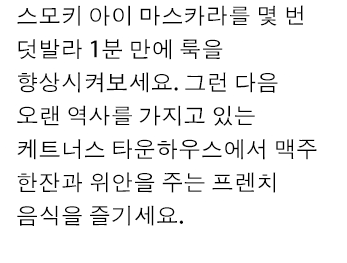 스모키 아이 마스카라를 몇 번
덧발라 1분 만에 룩을
향상시켜보세요. 그런 다음
오랜 역사를 가지고 있는
케트너스 타운하우스에서 맥주
한잔과 위안을 주는 프렌치
음식을 즐기세요.